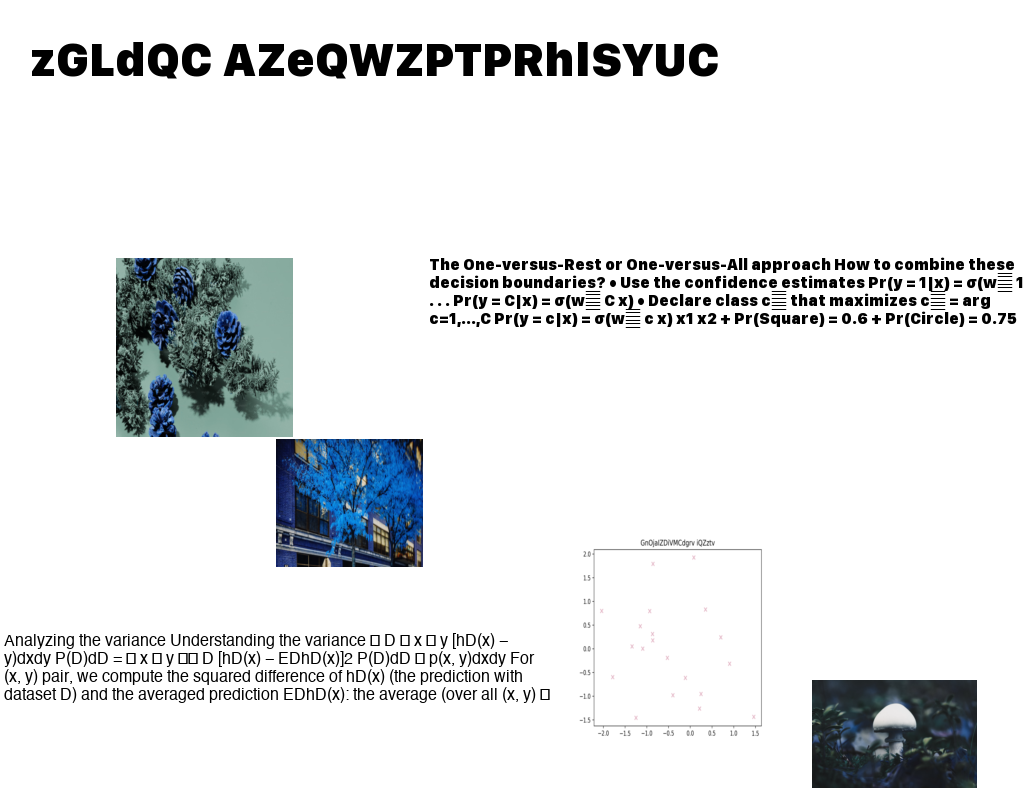 zGLdQC AZeQWZPTPRhlSYUC
The One-versus-Rest or One-versus-All approach How to combine these
decision boundaries? • Use the confidence estimates Pr(y = 1|x) = σ(w 1
. . . Pr(y = C|x) = σ(w C x) • Declare class c that maximizes c = arg
c=1,...,C Pr(y = c|x) = σ(w c x) x1 x2 + Pr(Square) = 0.6 + Pr(Circle) = 0.75
GnOjalZDiVMCdgrv iQZztv
2.0
1.5
1.0
0.5
0.0
−0.5
−1.0
−1.5
−2.0 −1.5 −1.0 −0.5 0.0 0.5 1.0 1.5
Analyzing the variance Understanding the variance D x y [hD(x) −
y)dxdy P(D)dD = x y D [hD(x) − EDhD(x)]2 P(D)dD p(x, y)dxdy For
(x, y) pair, we compute the squared difference of hD(x) (the prediction with
dataset D) and the averaged prediction EDhD(x): the average (over all (x, y)